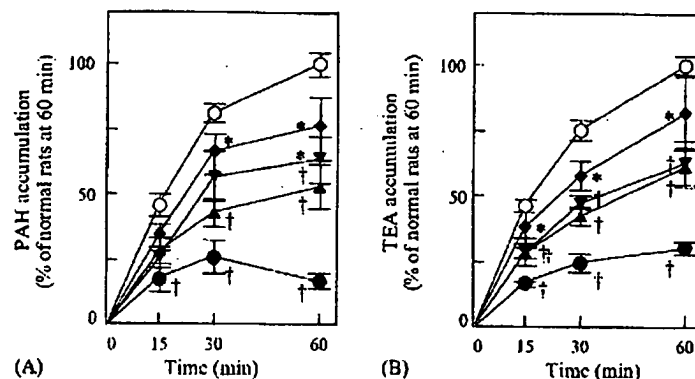 PAH accumulation
(% of normal rats at 60 min)
100
50
0
0 15 30 60
Time (min)
(A)
* * * † † † † †
TEA accumulation
(% of normal rats at 60 min)
100
50
0
0 15 30 60
Time (min)
(B)
* * * † † † † † † † †